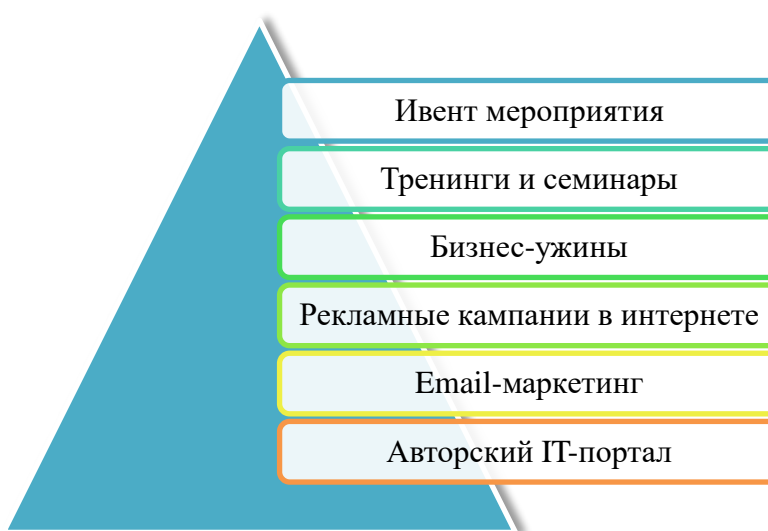 Ивент мероприятия
Тренинги и семинары
Бизнес-ужины
Рекламные кампании в интернете
Email-маркетинг
Авторский IT-портал